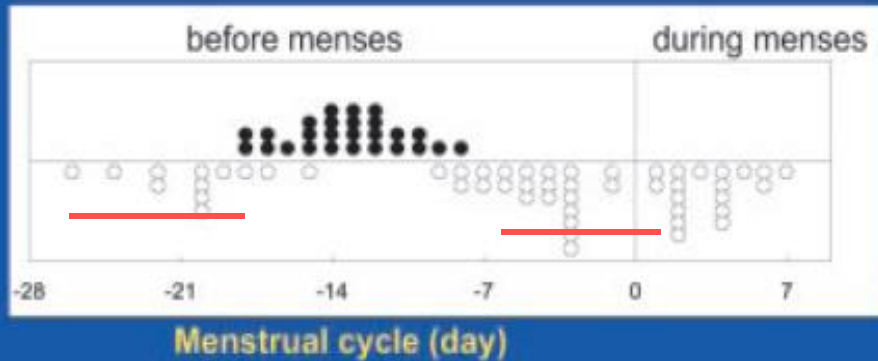 before menses during menses
-28 -21 -14 -7 0 7
Menstrual cycle (day)